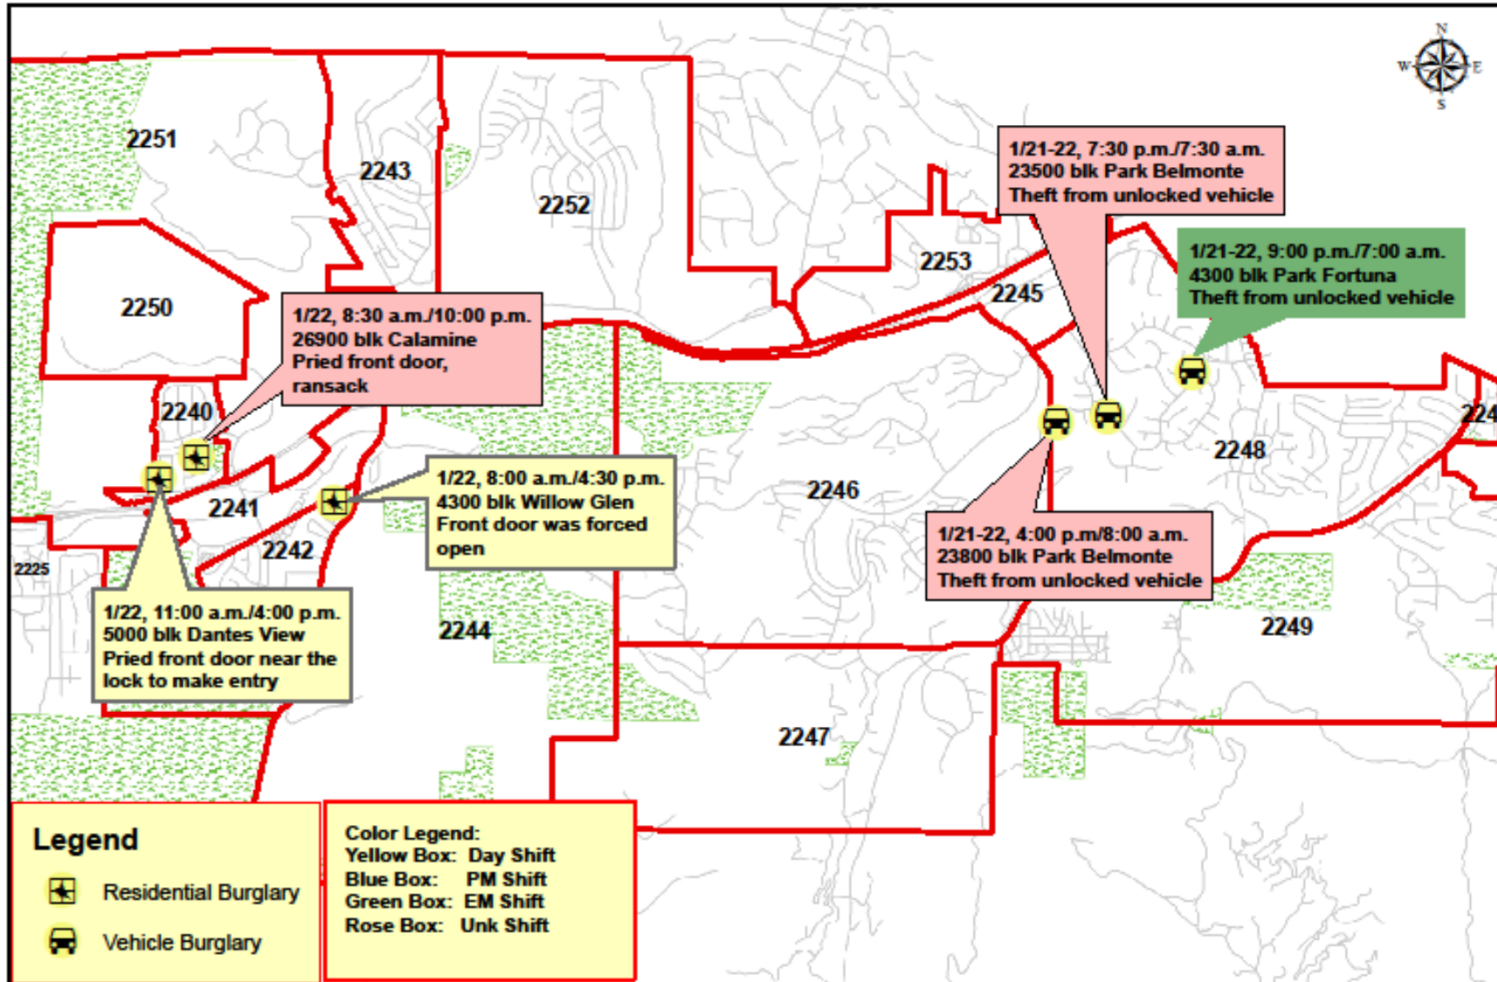 N
W
E
S
2251
2243
2252
2250
2253
2245
1/21-22, 7:30 p.m./7:30 a.m.
23500 blk Park Belmonte
Theft from unlocked vehicle
1/21-22, 9:00 p.m./7:00 a.m.
4300 blk Park Fortuna
Theft from unlocked vehicle
1/22, 8:30 a.m./10:00 p.m.
26900 blk Calamine
Pried front door,
ransack
2240
224
2248
2246
2241
2242
2225
1/22, 8:00 a.m./4:30 p.m.
4300 blk Willow Glen
Front door was forced
open
1/21-22, 4:00 p.m/8:00 a.m.
23800 blk Park Belmonte
Theft from unlocked vehicle
1/22, 11:00 a.m./4:00 p.m.
5000 blk Dantes View
Pried front door near the
lock to make entry
2244
2249
2247
Legend
Residential Burglary
Vehicle Burglary
Color Legend:
Yellow Box: Day Shift
Blue Box: PM Shift
Green Box: EM Shift
Rose Box: Unk Shift